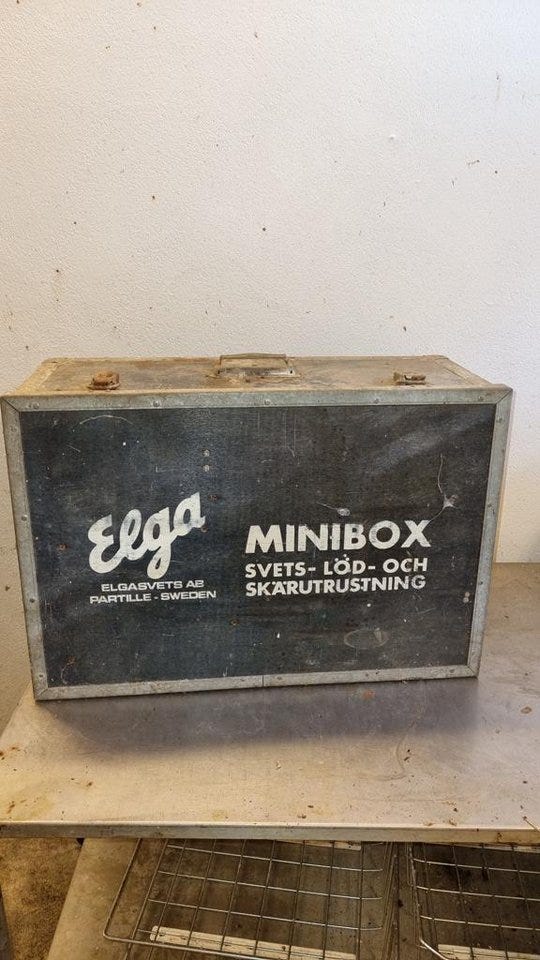 Elga
ELGASVETS AB
PARTILLE - SWEDEN
MINIBOX
SVETS- LÖD- OCH
SKÄRUTRUSTNING